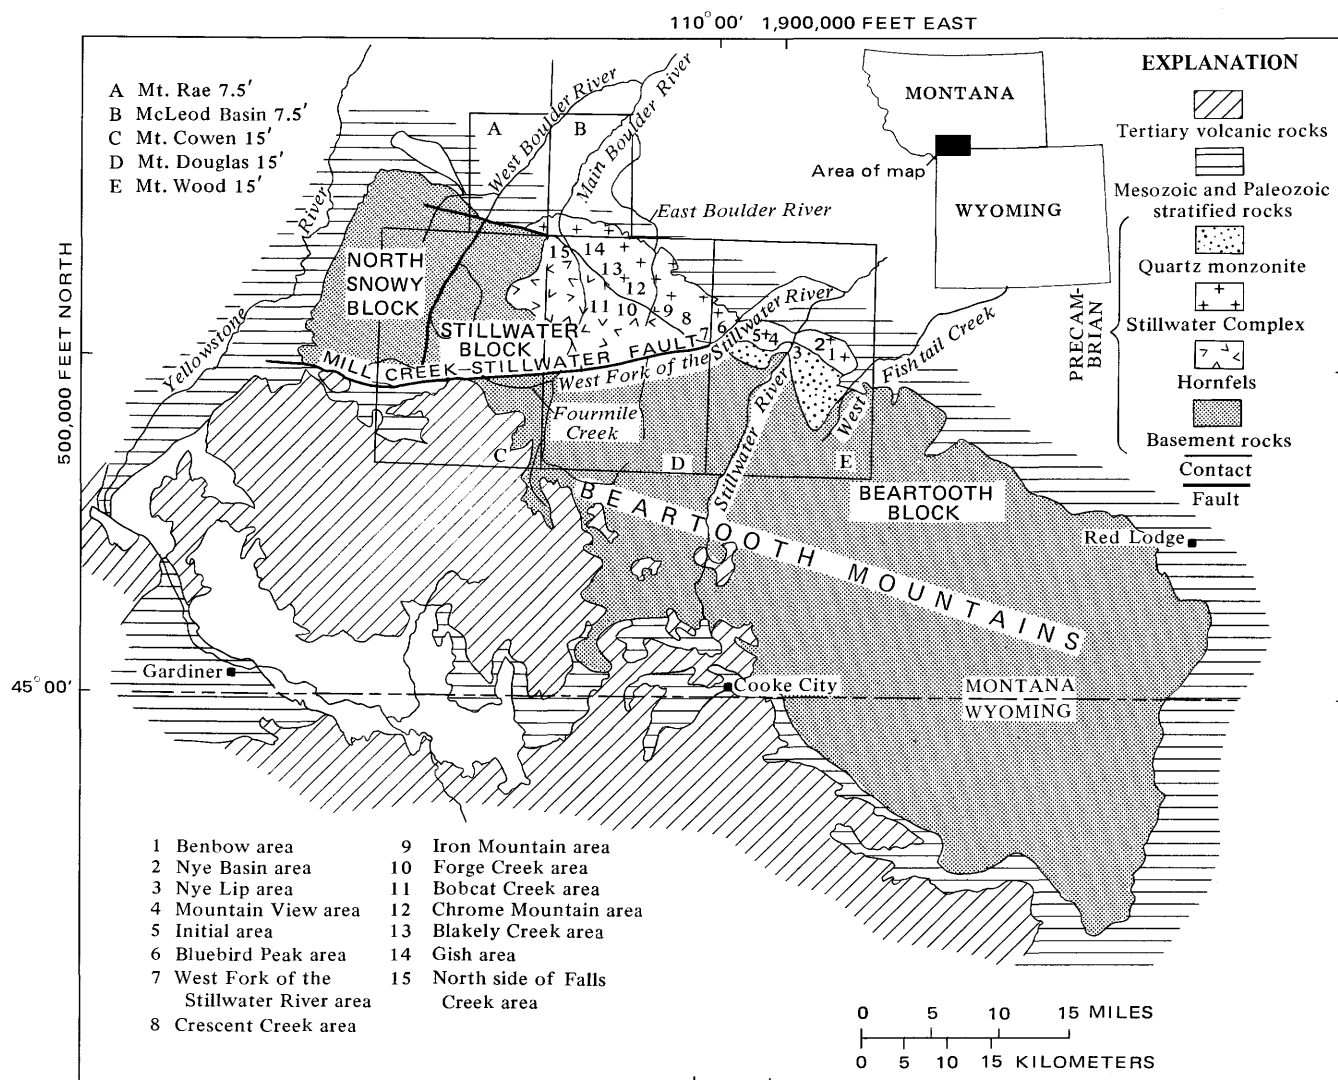 110°00′ 1,900,000 FEET EAST
A Mt. Rae 7.5′
B McLeod Basin 7.5′
C Mt. Cowen 15′
D Mt. Douglas 15′
E Mt. Wood 15′
MONTANA
Area of map
WYOMING
EXPLANATION
Tertiary volcanic rocks
Mesozoic and Paleozoic
stratified rocks
Quartz monzonite
Stillwater Complex
Hornfels
Basement rocks
PRECAM-
BRIAN
Contact
Fault
A
B
West Boulder River
Main Boulder River
East Boulder River
River
Yellowstone
500,000 FEET NORTH
NORTH
SNOWY
BLOCK
STILLWATER
BLOCK
15
14
13
12
11
10
9
8
7
6
5
4
3
2
1
MILL CREEK–STILLWATER FAULT
West Fork of the Stillwater River
Fishtail Creek
West
Fourmile
Creek
Stillwater River
C
D
E
BEARTOOTH
BLOCK
BEARTOOTH MOUNTAINS
Red Lodge
Gardiner
45°00′
Cooke City
MONTANA
WYOMING
1 Benbow area
2 Nye Basin area
3 Nye Lip area
4 Mountain View area
5 Initial area
6 Bluebird Peak area
7 West Fork of the
Stillwater River area
8 Crescent Creek area
9 Iron Mountain area
10 Forge Creek area
11 Bobcat Creek area
12 Chrome Mountain area
13 Blakely Creek area
14 Gish area
15 North side of Falls
Creek area
0 5 10 15 MILES
0 5 10 15 KILOMETERS